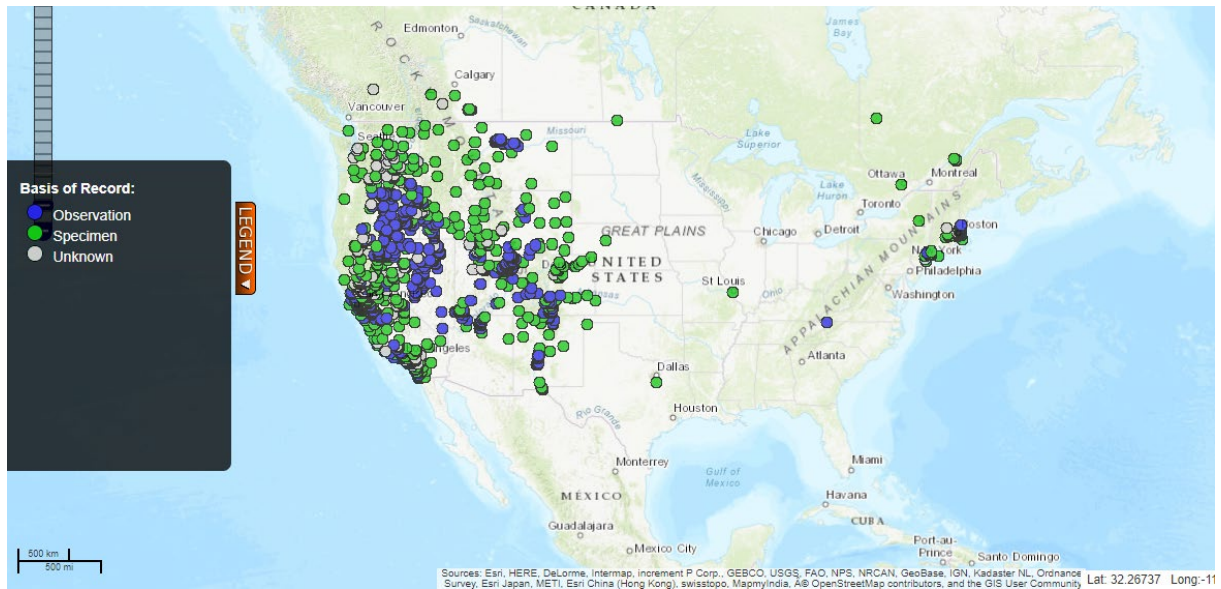 CANADA
Saskatchewan
James
Bay
Edmonton
ROCK
Calgary
Vancouver
Missouri
Lake
Superior
Seattle
Ottawa
Montreal
Mississippi
Lake
Huron
Toronto
Basis of Record:
Observation
Specimen
Unknown
LEGEND
GREAT PLAINS
Chicago
Detroit
APPALACHIAN MOUNTAINS
Boston
New York
Philadelphia
UNITED
STATES
St Louis
Ohio
Washington
Arkansas
Atlanta
Dallas
Rio Grande
Houston
Monterrey
Gulf of
Mexico
Miami
MÉXICO
Havana
CUBA
Guadalajara
Mexico City
Port-au-
Prince
Santo Domingo
500 km
500 mi
Sources: Esri, HERE, DeLorme, Intermap, increment P Corp., GEBCO, USGS, FAO, NPS, NRCAN, GeoBase, IGN, Kadaster NL, Ordnance
Survey, Esri Japan, METI, Esri China (Hong Kong), swisstopo, MapmyIndia, Â© OpenStreetMap contributors, and the GIS User Community
Lat: 32.26737 Long:-11